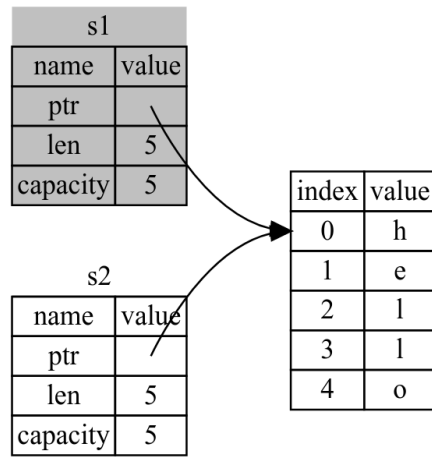 s1
name value
ptr
len 5
capacity 5
s2
name value
ptr
len 5
capacity 5
index value
0 h
1 e
2 l
3 l
4 o